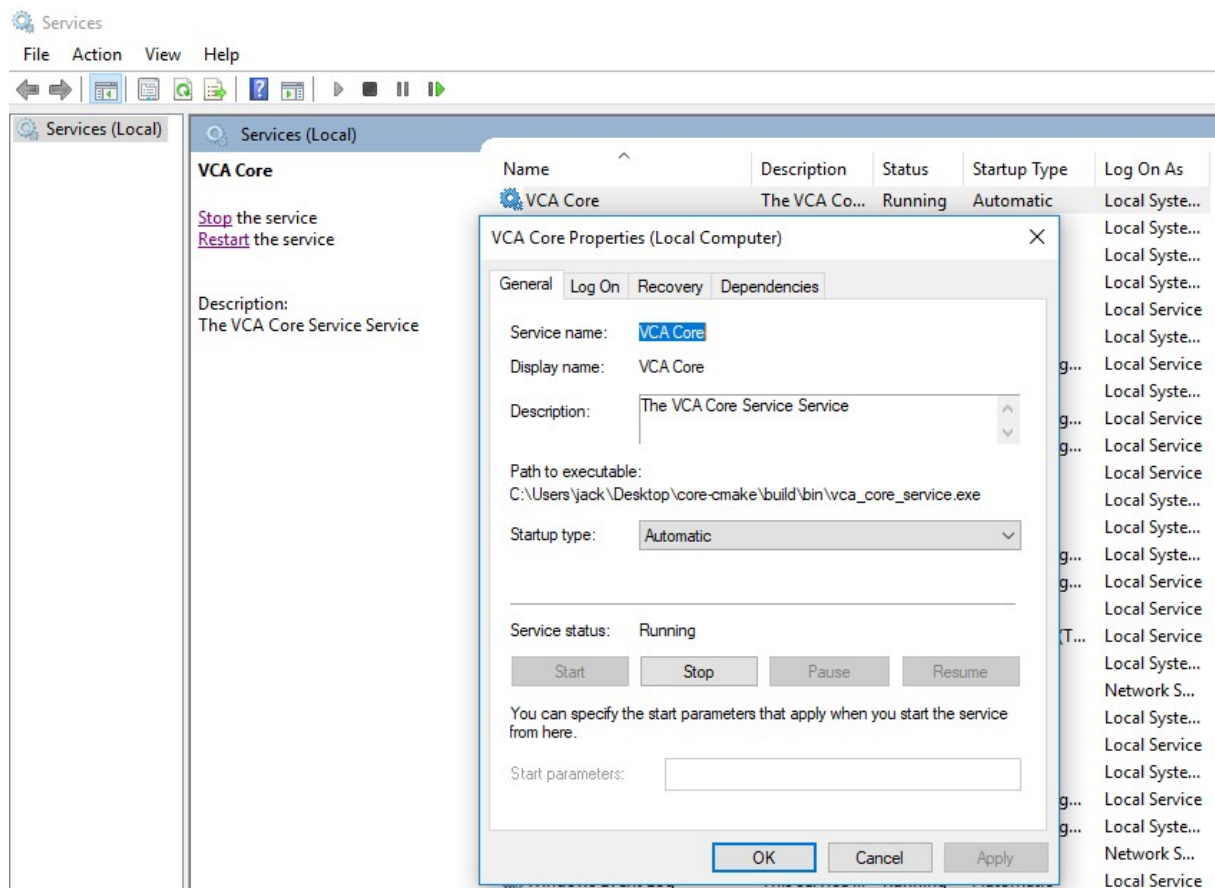 Services
File Action View Help
Services (Local)
Services (Local)
VCA Core
Stop the service
Restart the service
Description:
The VCA Core Service Service
Name Description Status Startup Type Log On As
VCA Core The VCA Co... Running Automatic Local Syste...
Local Syste...
Local Syste...
Local Syste...
Local Service
Local Syste...
g... Local Service
Local Syste...
g... Local Service
g... Local Service
Local Service
Local Syste...
Local Syste...
g... Local Syste...
g... Local Service
Local Service
(T... Local Service
Local Syste...
Network S...
Local Syste...
Local Service
Local Syste...
g... Local Service
g... Local Syste...
Network S...
Local Service
VCA Core Properties (Local Computer)
General Log On Recovery Dependencies
Service name: VCA Core
Display name: VCA Core
Description: The VCA Core Service Service
Path to executable:
C:\Users\jack\Desktop\core-cmake\build\bin\vca_core_service.exe
Startup type: Automatic
Service status: Running
Start Stop Pause Resume
You can specify the start parameters that apply when you start the service
from here.
Start parameters:
OK Cancel Apply